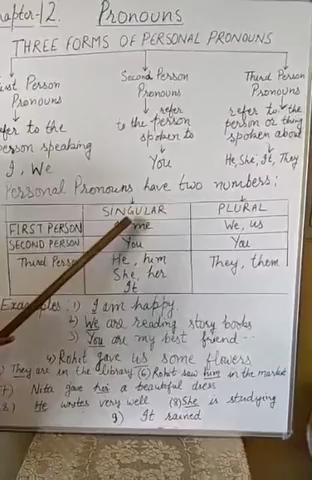 hapter-12. Pronouns
THREE FORMS OF PERSONAL PRONOUNS
irst Person Pronouns
efer to the person speaking
I, We
Second Person Pronouns
refer to the person spoken to
You
Third Person Pronouns
refer to the person or thing spoken about
He, She, It, They
Personal Pronouns have two numbers:
SINGULAR PLURAL
FIRST PERSON me We, us
SECOND PERSON You You
Third Person He, him They, them
She, her
It
Examples: 1) I am happy.
2) We are reading story books
3) You are my best friend...
4) Rohit gave us some flowers
) They are in the library (6) Rohit saw him in the market
7) Nita gave her a beautiful dress
8) He writes very well (8) She is studying
9) It rained